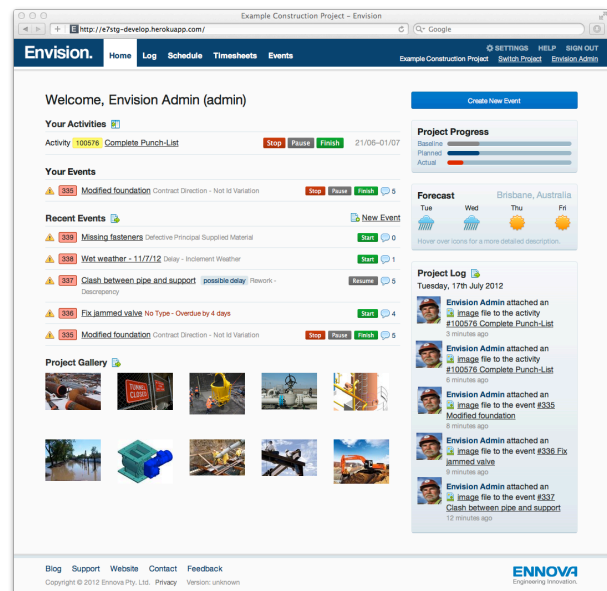 Example Construction Project – Envision
http://e7stg-develop.herokuapp.com/
Google
Envision.
Home Log Schedule Timesheets Events
SETTINGS HELP SIGN OUT
Example Construction Project Switch Project Envision Admin
Welcome, Envision Admin (admin)
Your Activities
Activity 100576 Complete Punch-List Stop Pause Finish 21/06–01/07
Your Events
335 Modified foundation Contract Direction - Not Id Variation Stop Pause Finish 5
Recent Events New Event
339 Missing fasteners Defective Principal Supplied Material Start 0
338 Wet weather - 11/7/12 Delay - Inclement Weather Start 1
337 Clash between pipe and support possible delay Rework -
Descrepency Resume 5
336 Fix jammed valve No Type - Overdue by 4 days Start 4
335 Modified foundation Contract Direction - Not Id Variation Stop Pause Finish 5
Project Gallery
TUNNEL
CLOSED
Create New Event
Project Progress
Baseline
Planned
Actual
Forecast Brisbane, Australia
Tue Wed Thu Fri
Hover over icons for a more detailed description.
Project Log
Tuesday, 17th July 2012
Envision Admin attached an
image file to the activity
#100576 Complete Punch-List
3 minutes ago
Envision Admin attached an
image file to the activity
#100576 Complete Punch-List
6 minutes ago
Envision Admin attached an
image file to the event #335
Modified foundation
8 minutes ago
Envision Admin attached an
image file to the event #336 Fix
jammed valve
9 minutes ago
Envision Admin attached an
image file to the event #337
Clash between pipe and support
12 minutes ago
Blog Support Website Contact Feedback
Copyright © 2012 Ennova Pty. Ltd. Privacy Version: unknown
ENNOVA
Engineering Innovation.